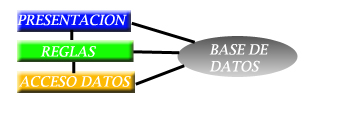 PRESENTACION
REGLAS
ACCESO DATOS
BASE DE
DATOS